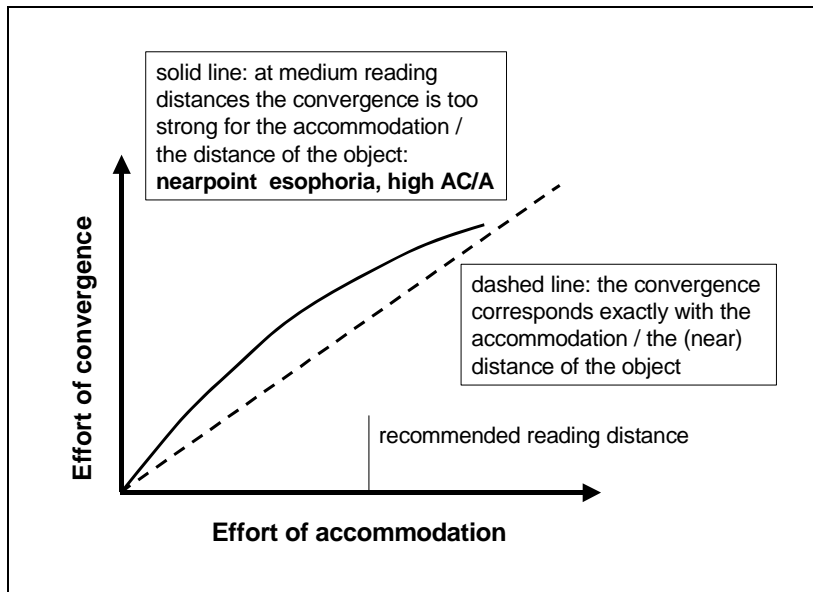 solid line: at medium reading
distances the convergence is too
strong for the accommodation /
the distance of the object:
nearpoint esophoria, high AC/A
Effort of convergence
dashed line: the convergence
corresponds exactly with the
accommodation / the (near)
distance of the object
recommended reading distance
Effort of accommodation